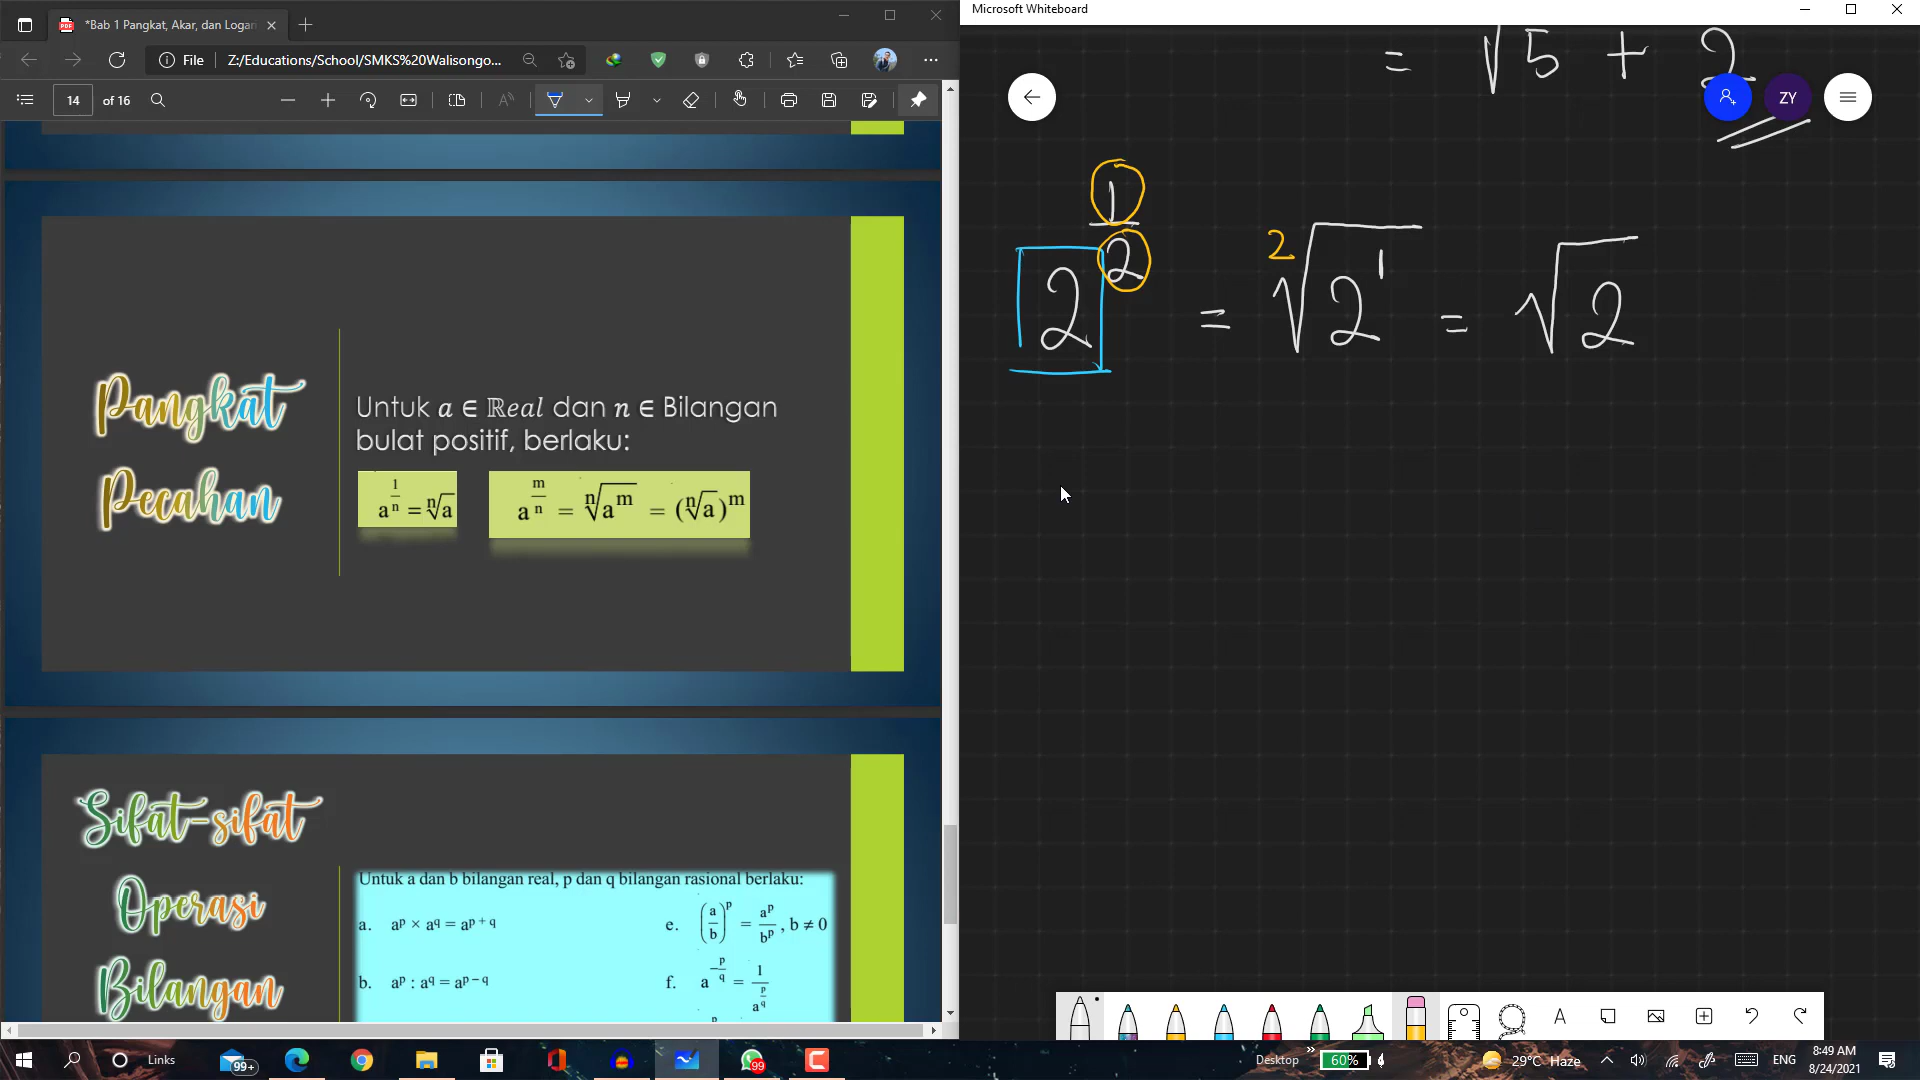 *Bab 1 Pangkat, Akar, dan Logar
Microsoft Whiteboard
File
Z:/Educations/School/SMKS%20Walisongo...
14 of 16
= √5 + 2
ZY
2^(1/2) = ²√2¹ = √2
Pangkat
Pecahan
Untuk a ∈ ℝeal dan n ∈ Bilangan
bulat positif, berlaku:
a^(1/n) = ⁿ√a
a^(m/n) = ⁿ√a^m = (ⁿ√a)^m
Sifat-sifat
Operasi
Bilangan
Untuk a dan b bilangan real, p dan q bilangan rasional berlaku:
a. a^p × a^q = a^(p + q)
e. (a/b)^p = a^p/b^p , b ≠ 0
b. a^p : a^q = a^(p – q)
f. a^(-p/q) = 1/a^(p/q)
Links
99+
99
Desktop
60%
29°C Haze
ENG
8:49 AM
8/24/2021